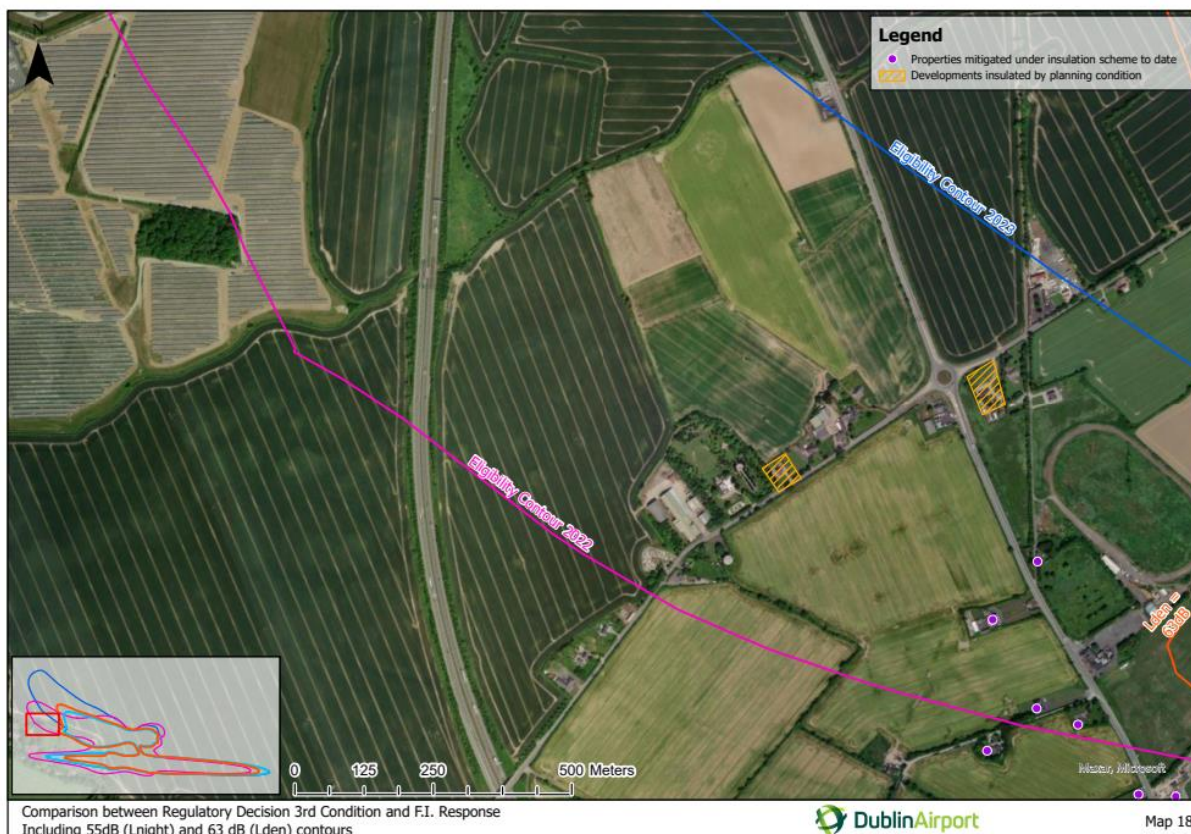 N
Legend
Properties mitigated under insulation scheme to date
Developments insulated by planning condition
Eligibility Contour 2023
Eligibility Contour 2022
Lden =
63dB
0 125 250 500 Meters
Maxar, Microsoft
Comparison between Regulatory Decision 3rd Condition and F.I. Response
Including 55dB (Lnight) and 63 dB (Lden) contours
DublinAirport
Map 18